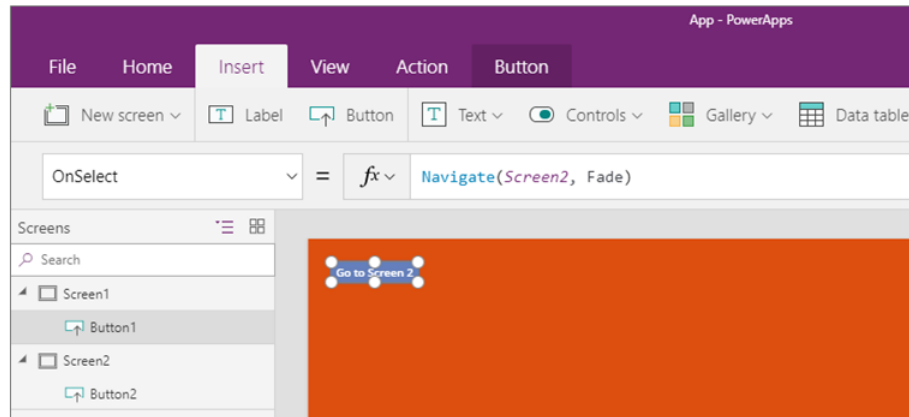 App - PowerApps
File Home Insert View Action Button
New screen T Label Button T Text Controls Gallery Data table
OnSelect = fx Navigate(Screen2, Fade)
Screens
Search
Go to Screen 2
Screen1
Button1
Screen2
Button2